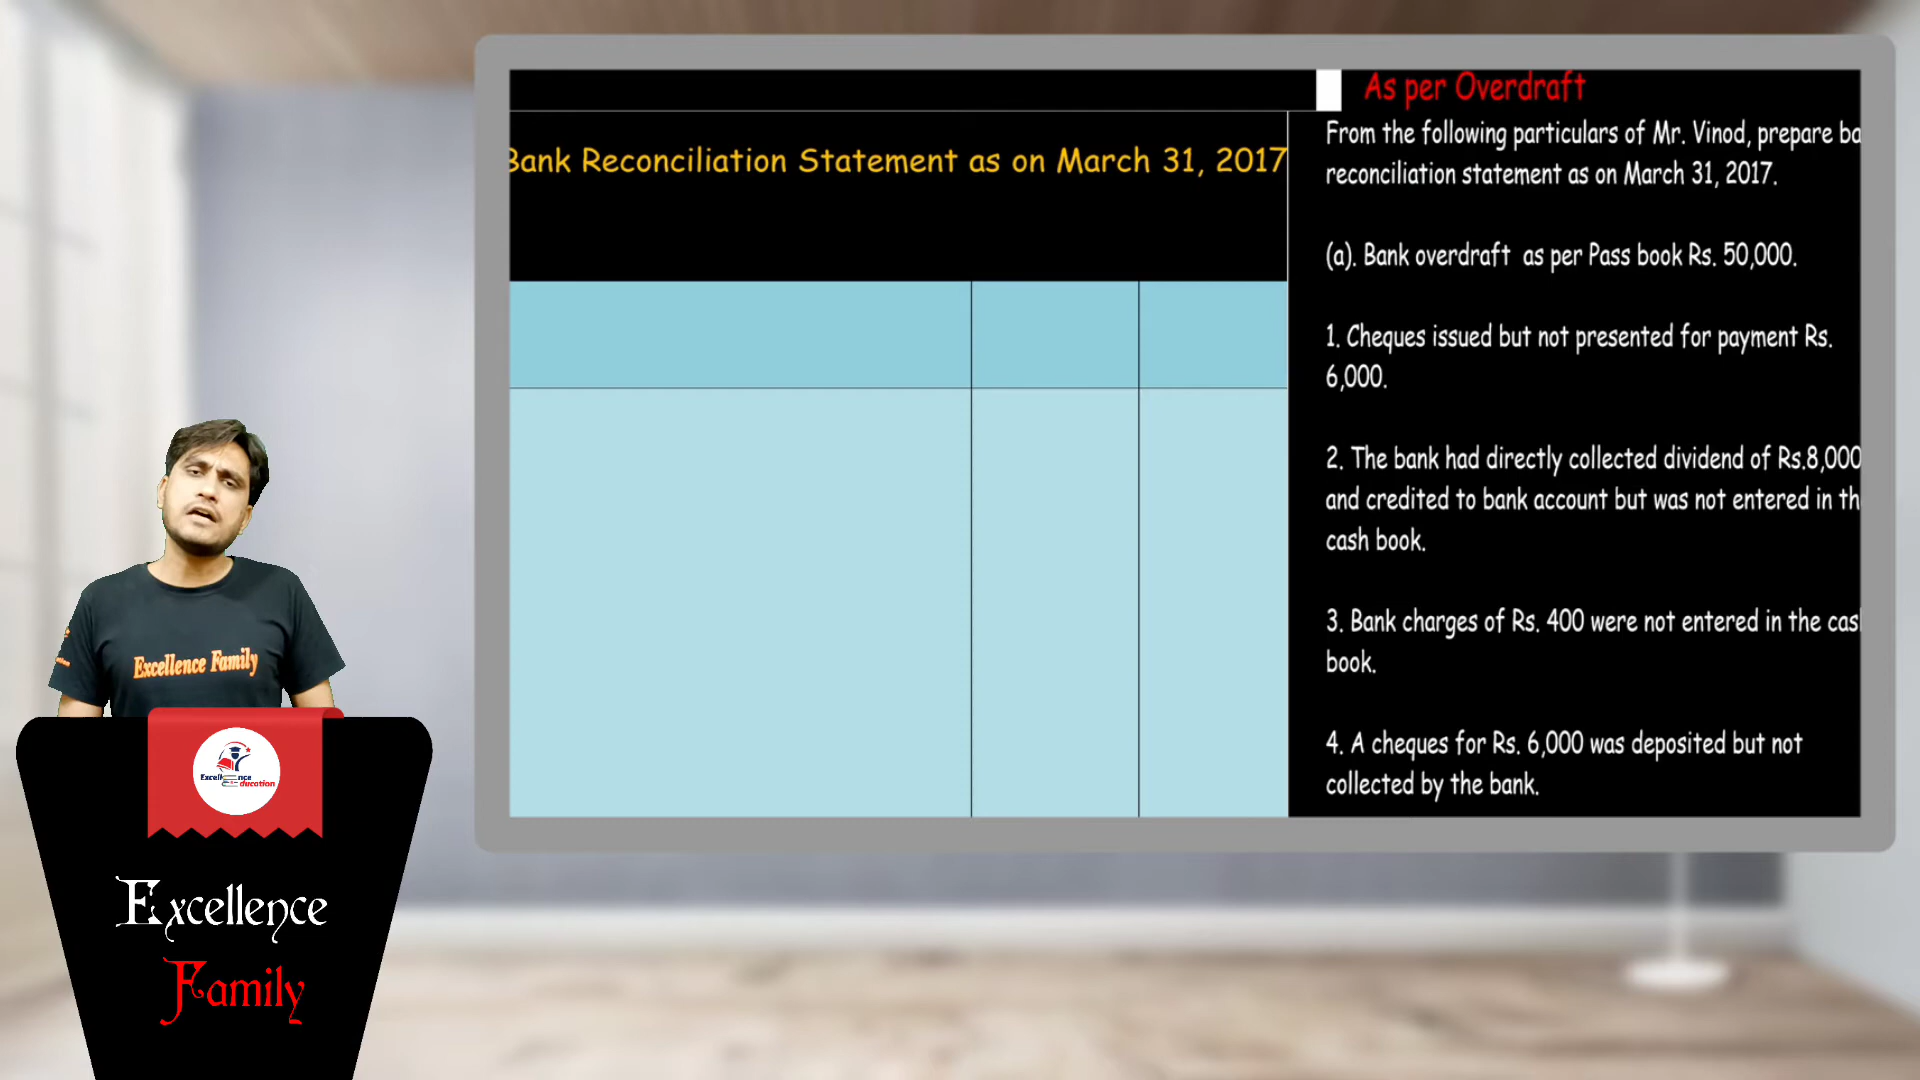 As per Overdraft
Bank Reconciliation Statement as on March 31, 2017
From the following particulars of Mr. Vinod, prepare ba
reconciliation statement as on March 31, 2017.
(a). Bank overdraft as per Pass book Rs. 50,000.
1. Cheques issued but not presented for payment Rs.
6,000.
2. The bank had directly collected dividend of Rs.8,000
and credited to bank account but was not entered in th
cash book.
3. Bank charges of Rs. 400 were not entered in the cas
book.
4. A cheques for Rs. 6,000 was deposited but not
collected by the bank.
Excellence Family
Excellence
Education
Excellence
Family